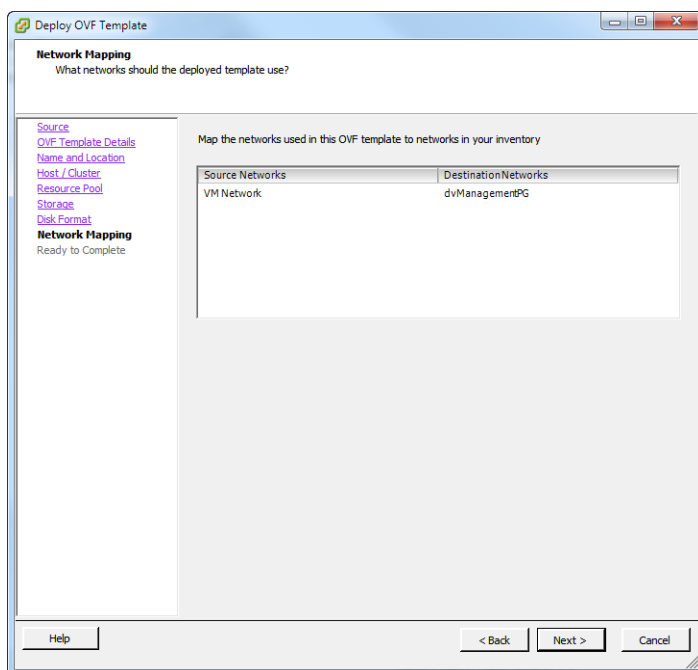 Deploy OVF Template
Network Mapping
What networks should the deployed template use?
Source
OVF Template Details
Name and Location
Host / Cluster
Resource Pool
Storage
Disk Format
Network Mapping
Ready to Complete
Map the networks used in this OVF template to networks in your inventory
Source Networks DestinationNetworks
VM Network dvManagementPG
Help < Back Next > Cancel